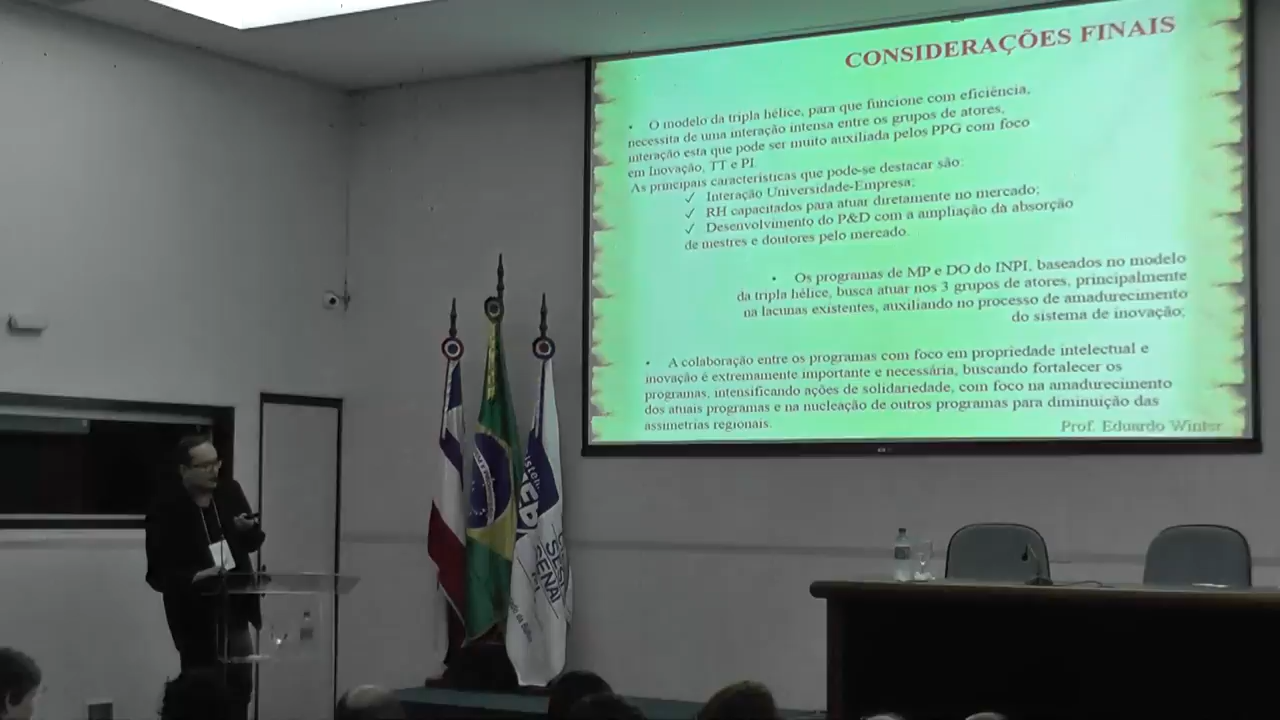 CONSIDERAÇÕES FINAIS
• O modelo da tripla hélice, para que funcione com eficiência,
necessita de uma interação intensa entre os grupos de atores,
interação esta que pode ser muito auxiliada pelos PPG com foco
em Inovação, TT e PI.
As principais características que pode-se destacar são:
✓ Interação Universidade-Empresa;
✓ RH capacitados para atuar diretamente no mercado;
✓ Desenvolvimento do P&D com a ampliação da absorção
de mestres e doutores pelo mercado.
• Os programas de MP e DO do INPI, baseados no modelo
da tripla hélice, busca atuar nos 3 grupos de atores, principalmente
na lacunas existentes, auxiliando no processo de amadurecimento
do sistema de inovação;
• A colaboração entre os programas com foco em propriedade intelectual e
inovação é extremamente importante e necessária, buscando fortalecer os
programas, intensificando ações de solidariedade, com foco na amadurecimento
dos atuais programas e na nucleação de outros programas para diminuição das
assimetrias regionais.
Prof. Eduardo Winter
SESI
SENAI